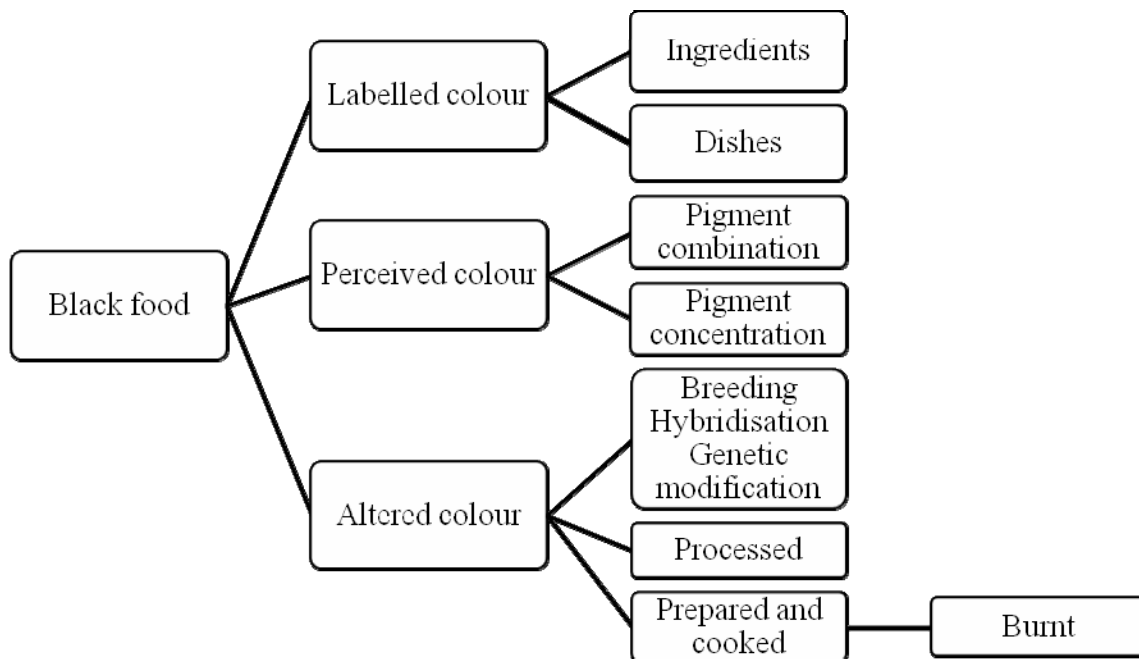 Black food
Labelled colour
Ingredients
Dishes
Perceived colour
Pigment
combination
Pigment
concentration
Altered colour
Breeding
Hybridisation
Genetic
modification
Processed
Prepared and
cooked
Burnt